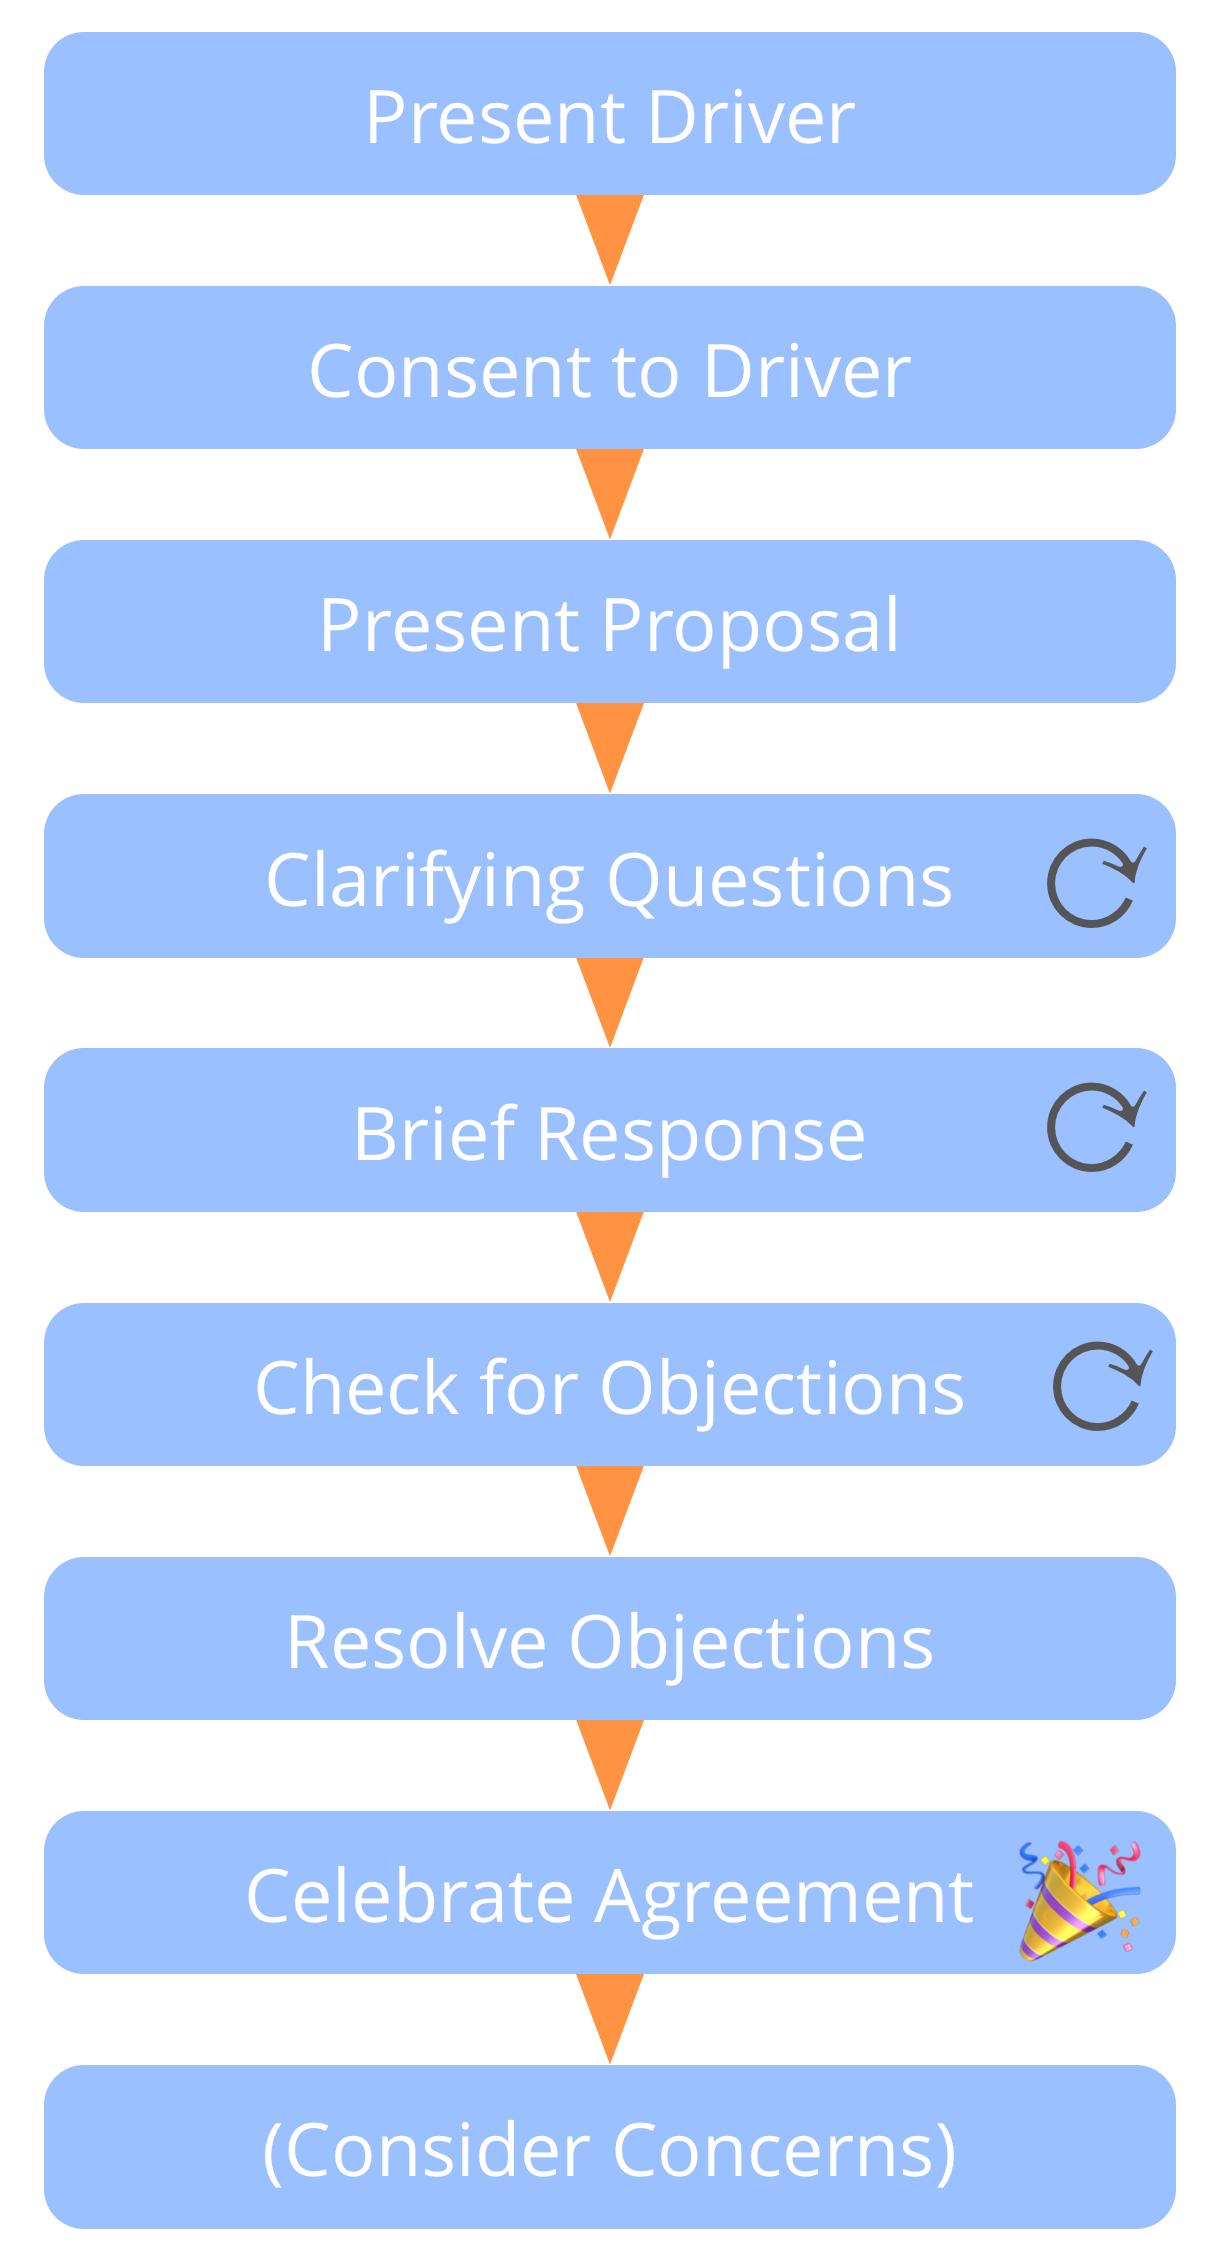 Present Driver
Consent to Driver
Present Proposal
Clarifying Questions
Brief Response
Check for Objections
Resolve Objections
Celebrate Agreement
(Consider Concerns)